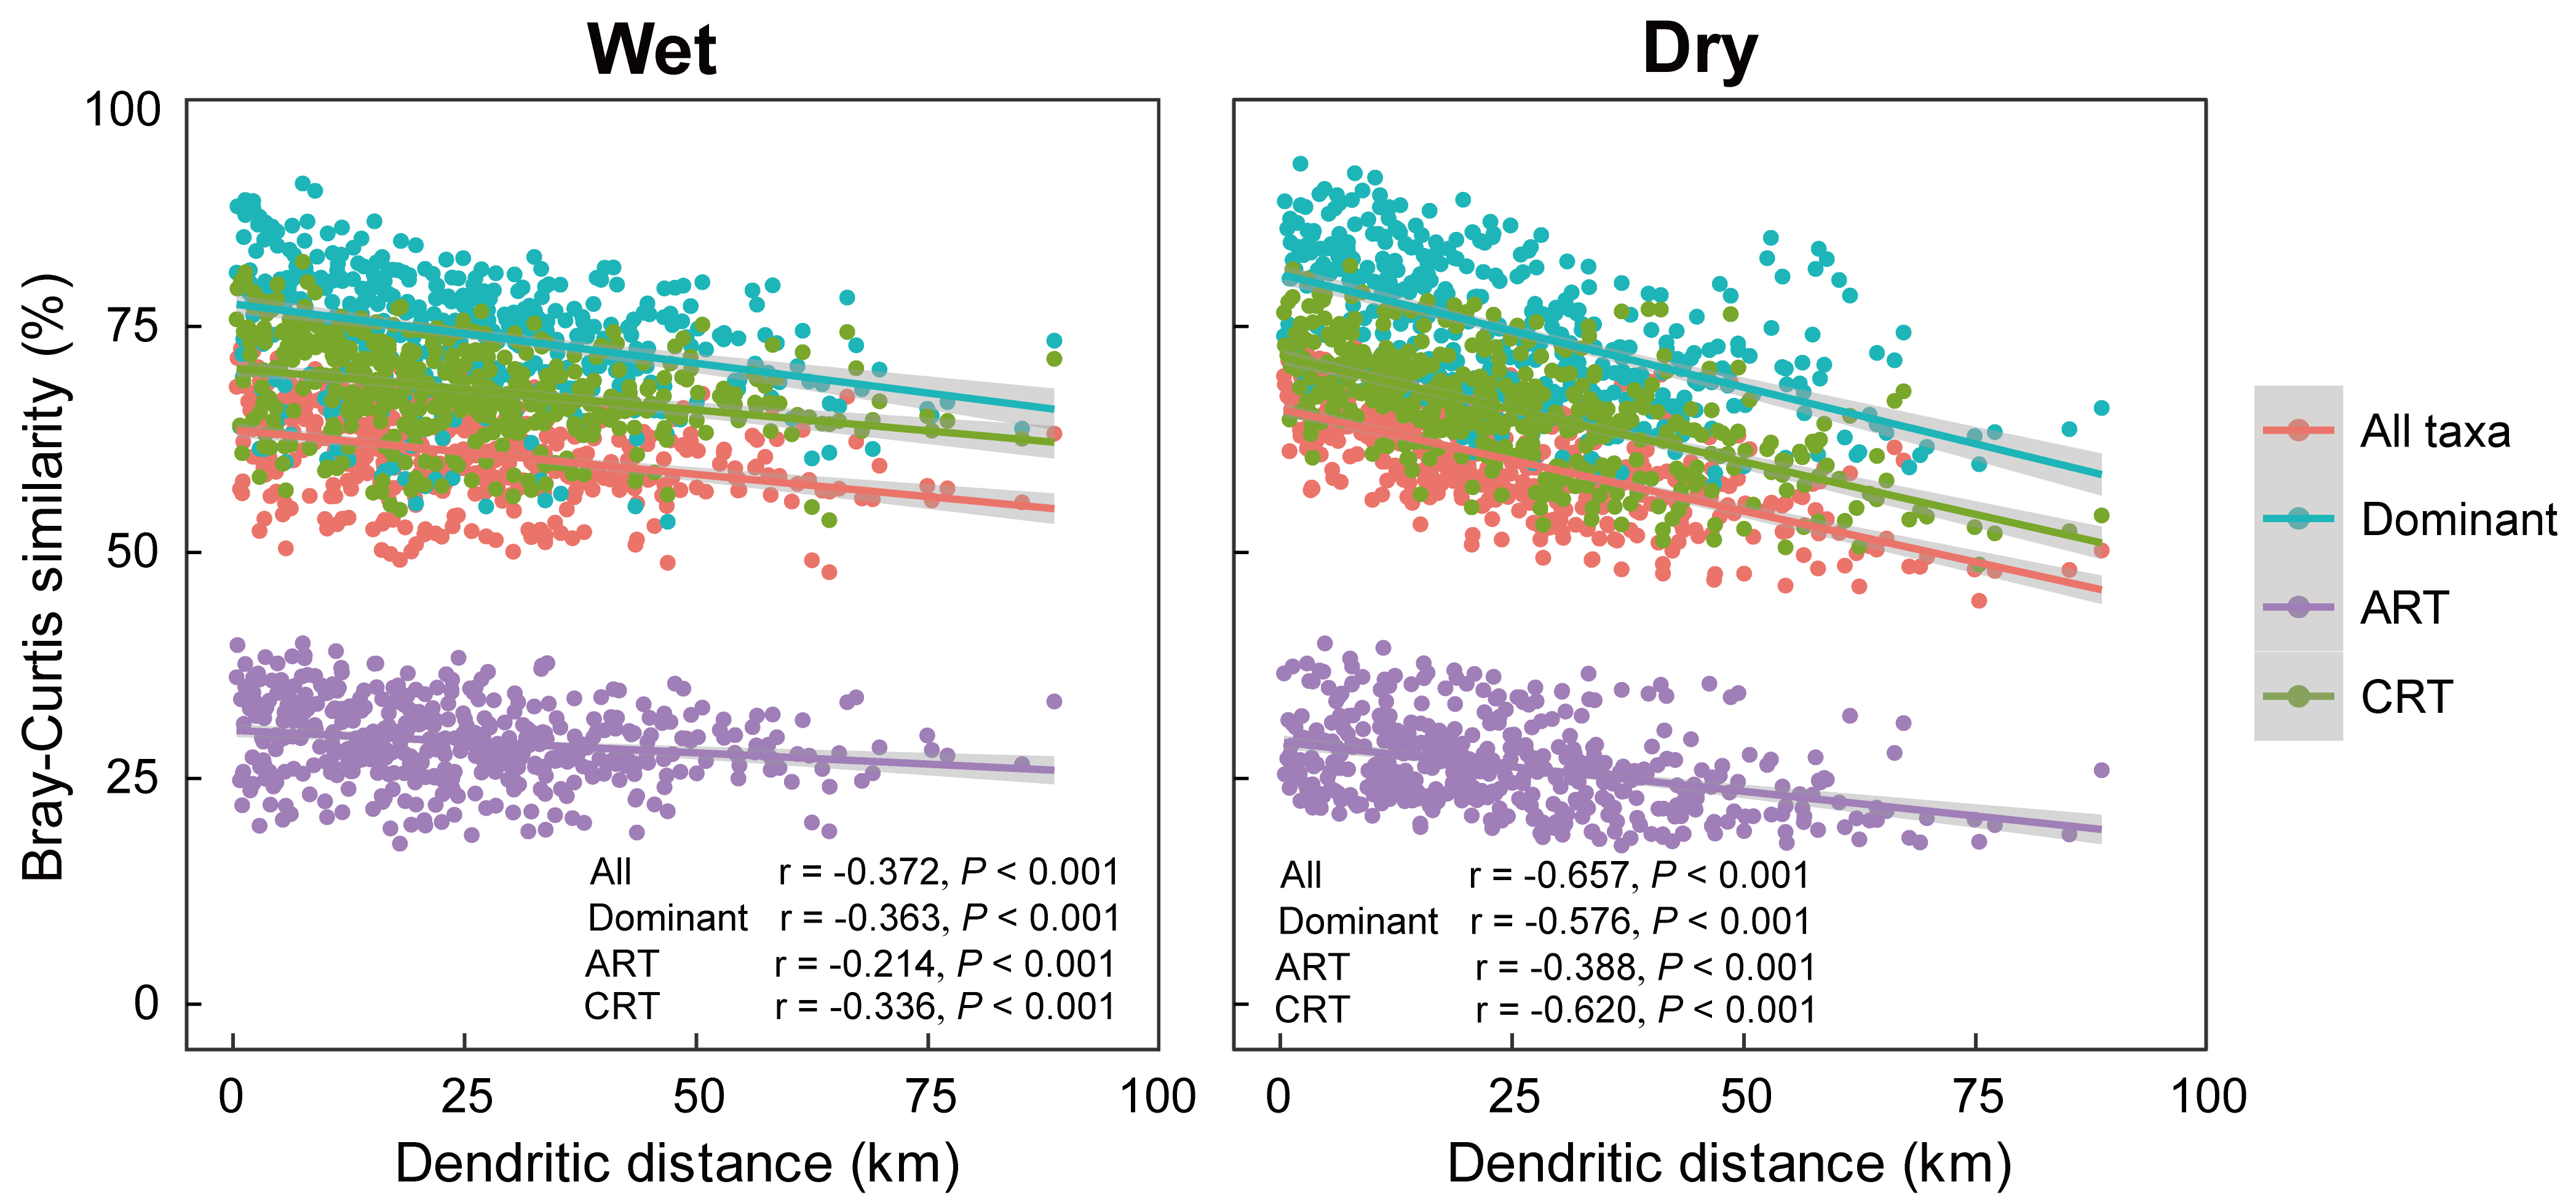 Wet
Dry
Bray-Curtis similarity (%)
100
75
50
25
0
All r = -0.372, P < 0.001
Dominant r = -0.363, P < 0.001
ART r = -0.214, P < 0.001
CRT r = -0.336, P < 0.001
0 25 50 75 100
Dendritic distance (km)
All r = -0.657, P < 0.001
Dominant r = -0.576, P < 0.001
ART r = -0.388, P < 0.001
CRT r = -0.620, P < 0.001
0 25 50 75 100
Dendritic distance (km)
All taxa
Dominant
ART
CRT